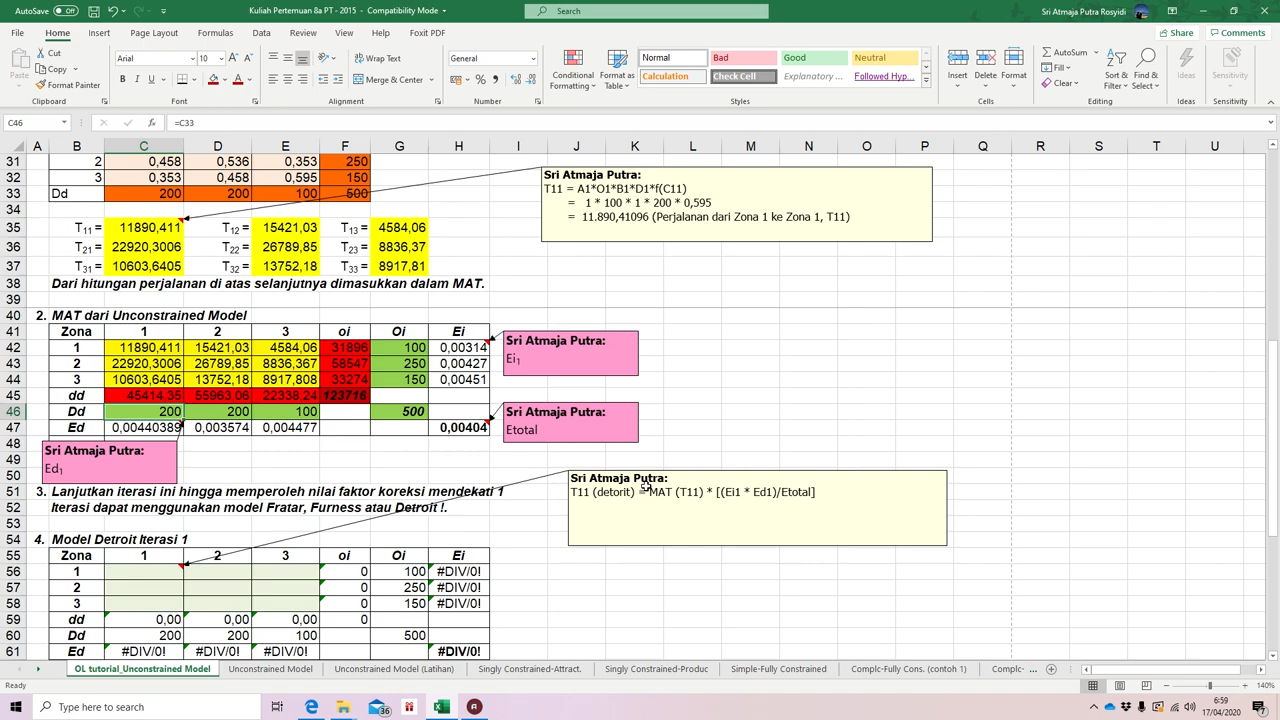 AutoSave Off Kuliah Pertemuan 8a PT - 2015 - Compatibility Mode Search Sri Atmaja Putra Rosyidi
File Home Insert Page Layout Formulas Data Review View Help Foxit PDF Share Comments
Cut Copy Format Painter Paste Clipboard
Arial 10 B I U Font
Wrap Text Merge & Center Alignment
General % Number
Conditional Formatting Format as Table
Normal Bad Good Neutral
Calculation Check Cell Explanatory ... Followed Hyp... Styles
Insert Delete Format Cells
AutoSum Fill Clear Sort & Filter Find & Select Editing
Ideas Sensitivity
C46 fx =C33
A B C D E F G H I J K L M N O P Q R S T U V
31 2 0,458 0,536 0,353 250
32 3 0,353 0,458 0,595 150
33 Dd 200 200 100 500
34
35 T11 = 11890,411 T12 = 15421,03 T13 = 4584,06
36 T21 = 22920,3006 T22 = 26789,85 T23 = 8836,37
37 T31 = 10603,6405 T32 = 13752,18 T33 = 8917,81
38 Dari hitungan perjalanan di atas selanjutnya dimasukkan dalam MAT.
39
40 2. MAT dari Unconstrained Model
41 Zona 1 2 3 oi Oi Ei
42 1 11890,411 15421,03 4584,06 31896 100 0,00314
43 2 22920,3006 26789,85 8836,367 58547 250 0,00427
44 3 10603,6405 13752,18 8917,808 33274 150 0,00451
45 dd 45414,35 55963,06 22338,24 123716
46 Dd 200 200 100 500
47 Ed 0,00440389 0,003574 0,004477 0,00404
48
49
50
51 3. Lanjutkan iterasi ini hingga memperoleh nilai faktor koreksi mendekati 1
52 Iterasi dapat menggunakan model Fratar, Furness atau Detroit !.
53
54 4. Model Detroit Iterasi 1
55 Zona 1 2 3 oi Oi Ei
56 1 0 100 #DIV/0!
57 2 0 250 #DIV/0!
58 3 0 150 #DIV/0!
59 dd 0,00 0,00 0,00 0
60 Dd 200 200 100 500
61 Ed #DIV/0! #DIV/0! #DIV/0! #DIV/0!
Sri Atmaja Putra:
T11 = A1*O1*B1*D1*f(C11)
= 1 * 100 * 1 * 200 * 0,595
= 11.890,41096 (Perjalanan dari Zona 1 ke Zona 1, T11)
Sri Atmaja Putra:
Ei1
Sri Atmaja Putra:
Etotal
Sri Atmaja Putra:
Ed1
Sri Atmaja Putra:
T11 (detorit) = MAT (T11) * [(Ei1 * Ed1)/Etotal]
OL tutorial_Unconstrained Model Unconstrained Model Unconstrained Model (Latihan) Singly Constrained-Attract. Singly Constrained-Produc Simple-Fully Constrained Complc-Fully Cons. (contoh 1) Complc- ...
Ready 140%
Type here to search 36 6:59
17/04/2020 7